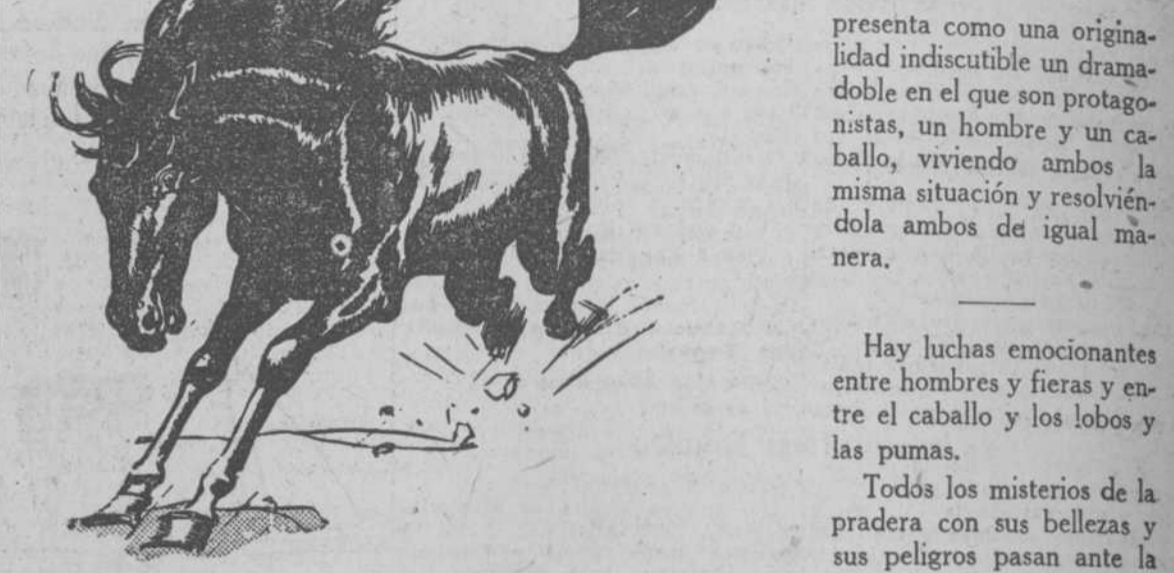 presenta como una origina-
lidad indiscutible un drama-
doble en el que son protago-
nistas, un hombre y un ca-
ballo, viviendo ambos la
misma situación y resolvién-
dola ambos de igual ma-
nera.
Hay luchas emocionantes
entre hombres y fieras y en-
tre el caballo y los lobos y
las pumas.
Todos los misterios de la
pradera con sus bellezas y
sus peligros pasan ante la